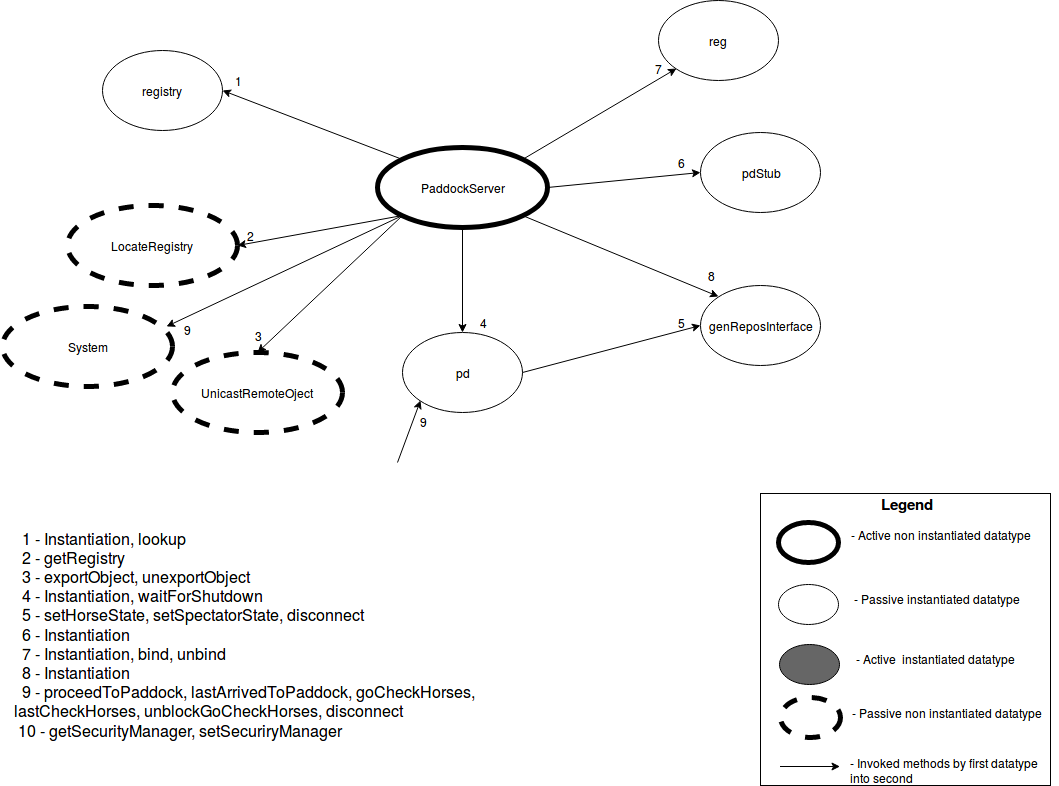 reg
7
registry
1
6
pdStub
PaddockServer
LocateRegistry
2
8
System
9
3
4
5
genReposInterface
UnicastRemoteOject
pd
9
1 - Instantiation, lookup
2 - getRegistry
3 - exportObject, unexportObject
4 - Instantiation, waitForShutdown
5 - setHorseState, setSpectatorState, disconnect
6 - Instantiation
7 - Instantiation, bind, unbind
8 - Instantiation
9 - proceedToPaddock, lastArrivedToPaddock, goCheckHorses,
lastCheckHorses, unblockGoCheckHorses, disconnect
10 - getSecurityManager, setSecuriryManager
Legend
- Active non instantiated datatype
- Passive instantiated datatype
- Active instantiated datatype
- Passive non instantiated datatype
- Invoked methods by first datatype
into second